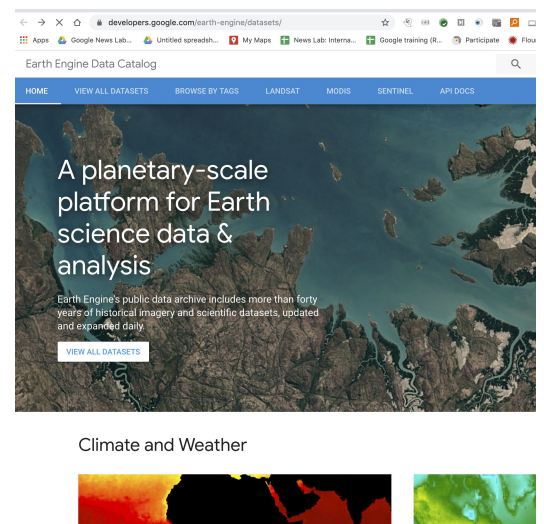 developers.google.com/earth-engine/datasets/
Apps Google News Lab... Untitled spreadsh... My Maps News Lab: Interna... Google training (R... Participate Flour
Earth Engine Data Catalog
HOME VIEW ALL DATASETS BROWSE BY TAGS LANDSAT MODIS SENTINEL API DOCS
A planetary-scale
platform for Earth
science data &
analysis
Earth Engine's public data archive includes more than forty
years of historical imagery and scientific datasets, updated
and expanded daily.
VIEW ALL DATASETS
Climate and Weather